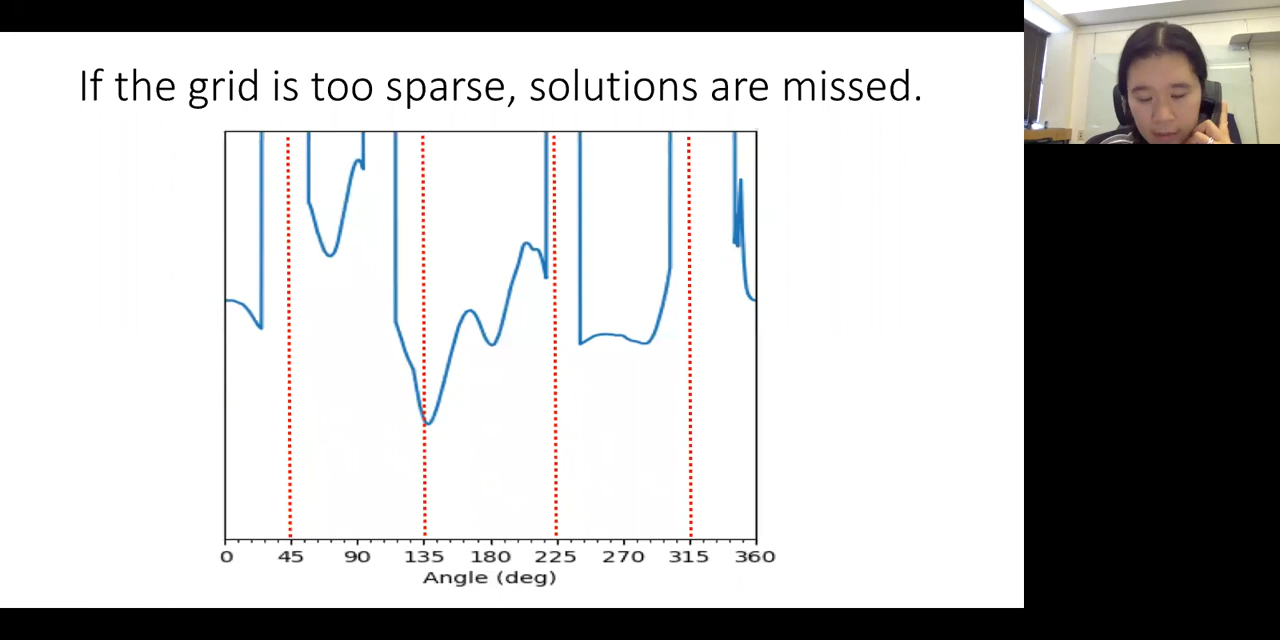 If the grid is too sparse, solutions are missed.
0 45 90 135 180 225 270 315 360
Angle (deg)